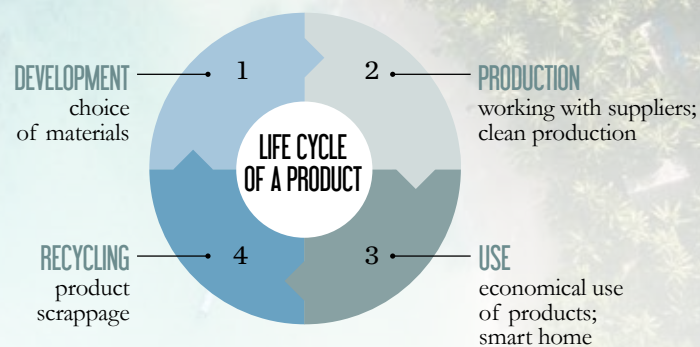 LIFE CYCLE
OF A PRODUCT
1
DEVELOPMENT
choice
of materials
2
PRODUCTION
working with suppliers;
clean production
3
USE
economical use
of products;
smart home
4
RECYCLING
product
scrappage